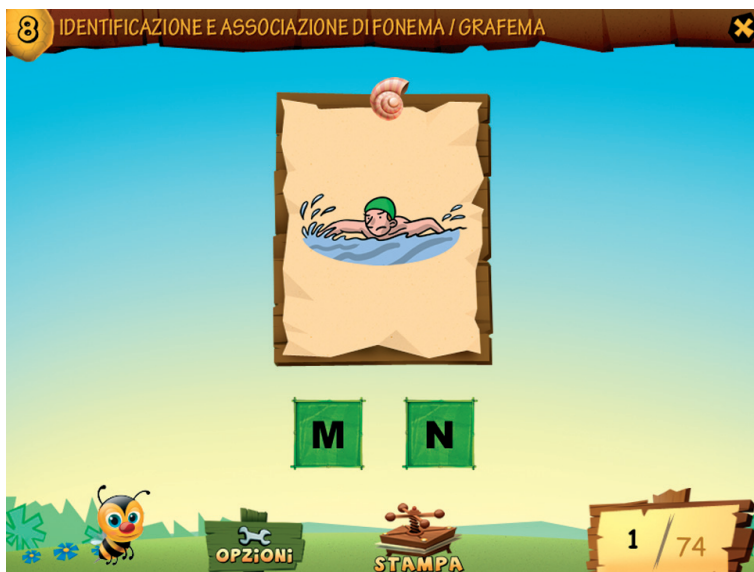 8 IDENTIFICAZIONE E ASSOCIAZIONE DI FONEMA / GRAFEMA
M N
OPZIONI
STAMPA
1 / 74